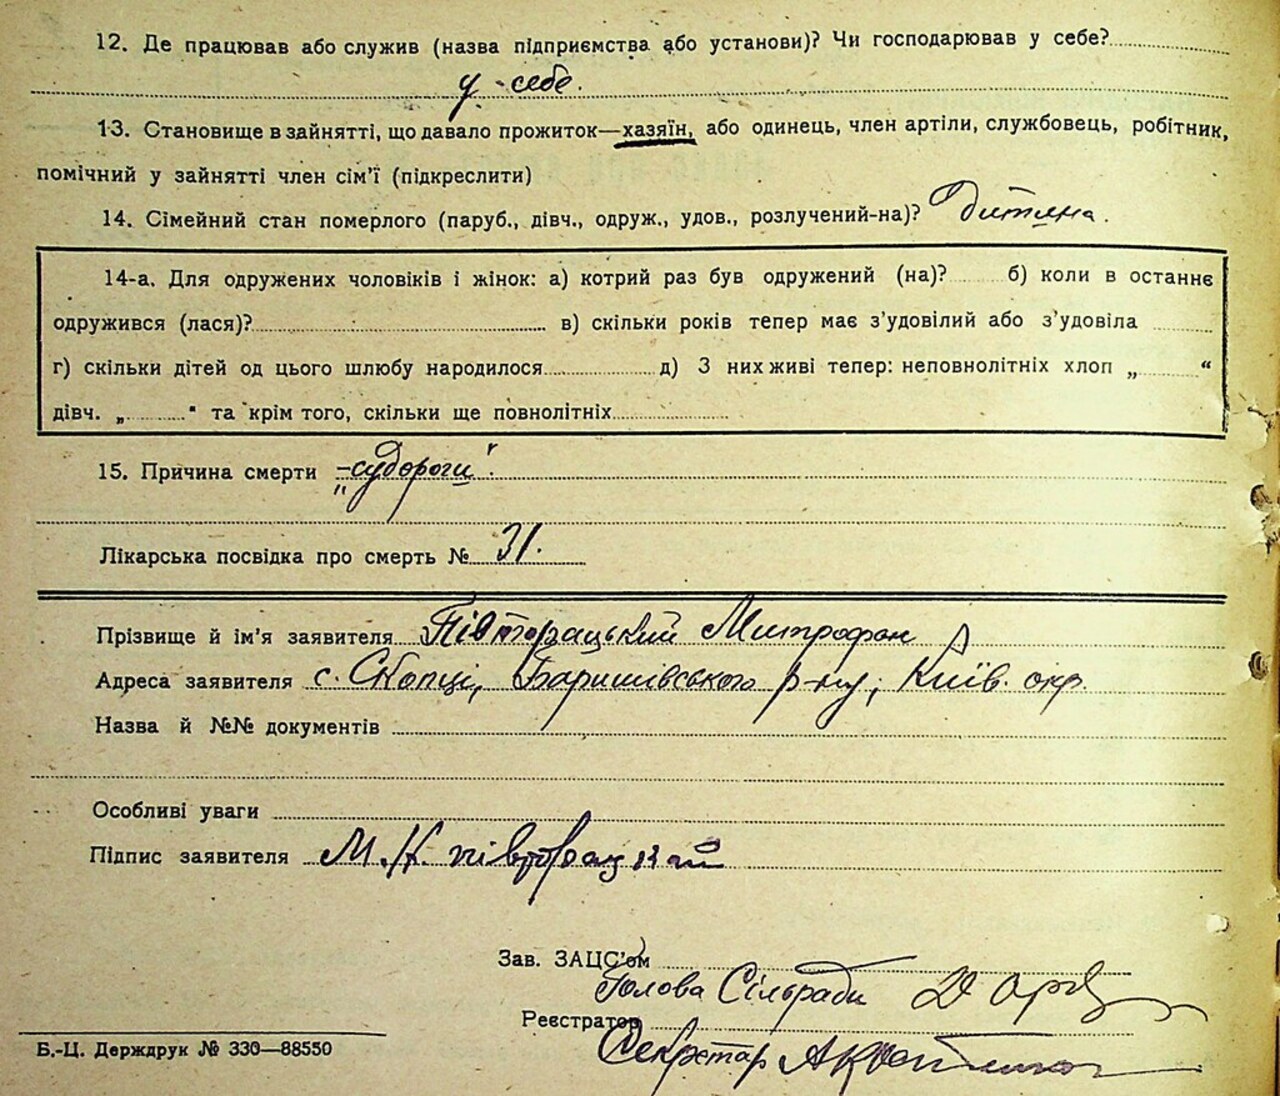 12. Де працював або служив (назва підприємства або установи)? Чи господарював у себе?
у себе.
13. Становище в зайнятті, що давало прожиток—хазяїн, або одинець, член артіли, службовець, робітник,
помічний у зайнятті член сім'ї (підкреслити)
14. Сімейний стан померлого (паруб., дівч., одруж., удов., розлучений-на)? Дитина.
14-а. Для одружених чоловіків і жінок: а) котрий раз був одружений (на)? б) коли в останнє
одружився (лася)? в) скільки років тепер має з'удовілий або з'удовіла
г) скільки дітей од цього шлюбу народилося д) З них живі тепер: неповнолітніх хлоп „ “
дівч. „ “ та крім того, скільки ще повнолітніх
15. Причина смерти „судороги".
Лікарська посвідка про смерть № 31.
Прізвище й ім'я заявителя Півторацький Митрофан
Адреса заявителя с. Скопці, Баришівського р-ну, Київ. окр.
Назва й №№ документів
Особливі уваги
Підпис заявителя М. Н. півторацкий
Зав. ЗАЦС'ом
Голова Сільради
Реєстратор
Секретар
Б.-Ц. Держдрук № 330—88550